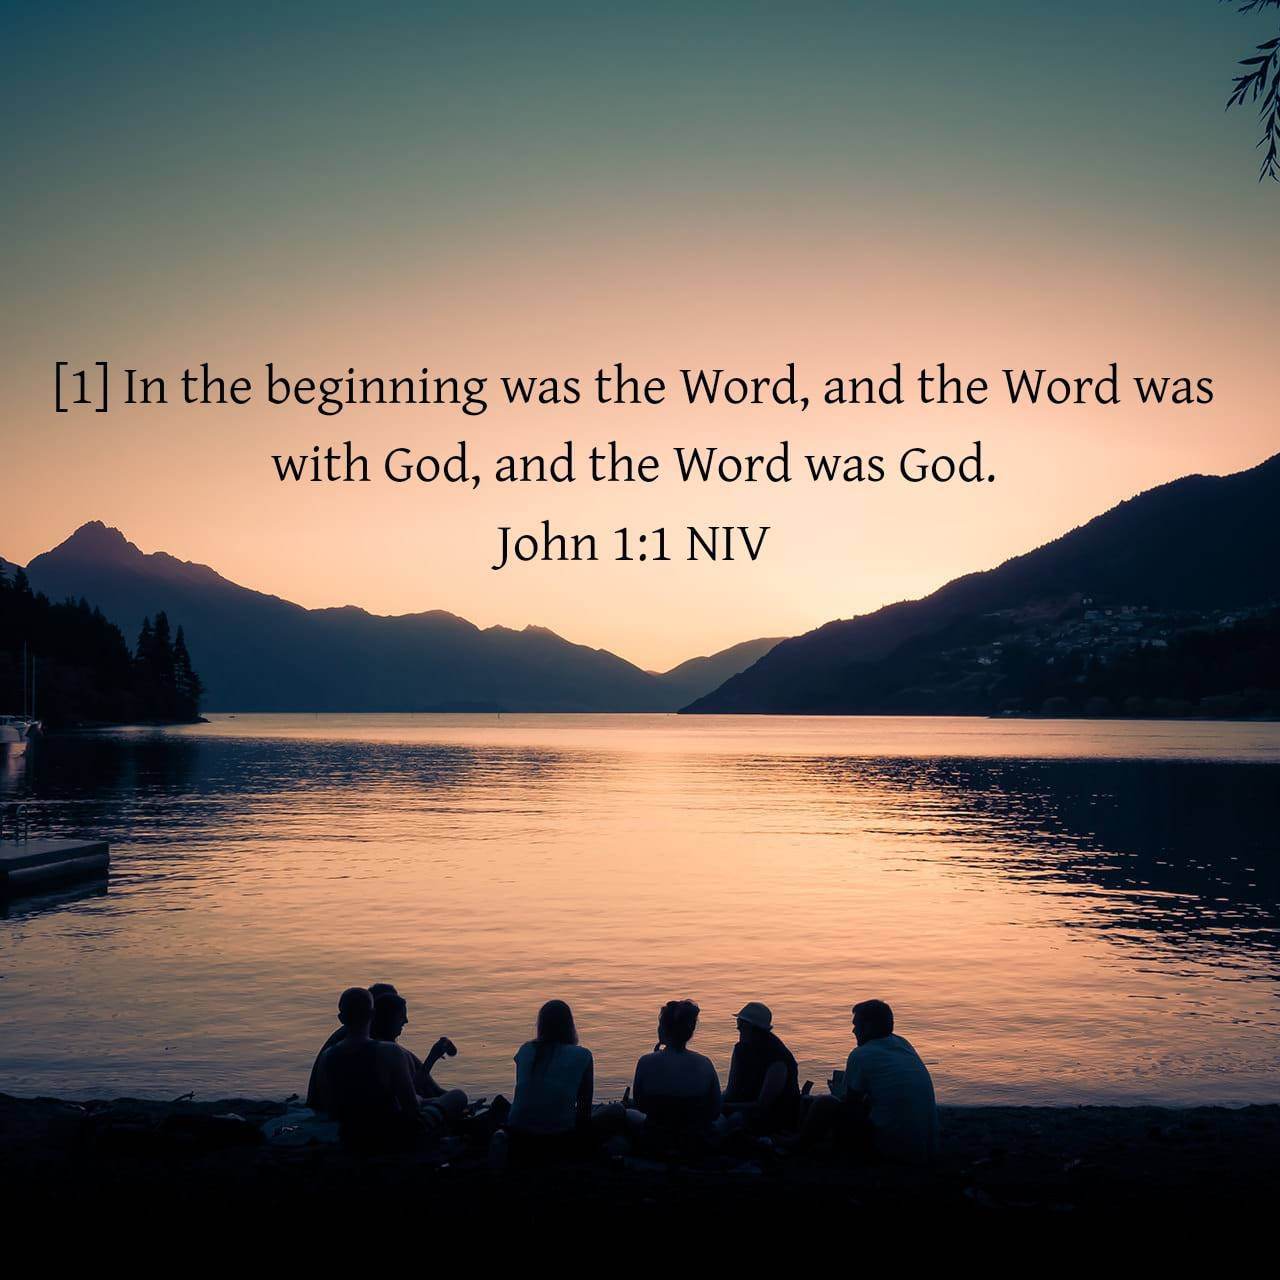 [1] In the beginning was the Word, and the Word was
with God, and the Word was God.
John 1:1 NIV